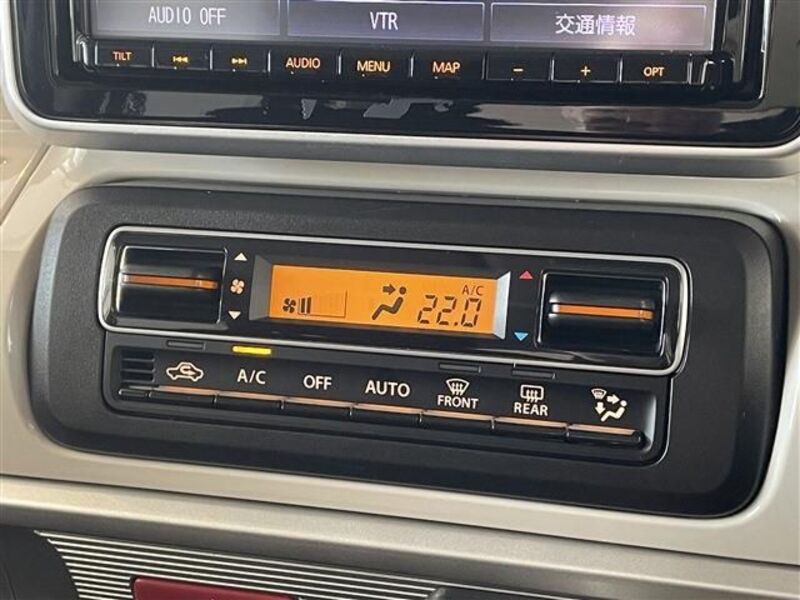 AUDIO OFF VTR 交通情報
TILT AUDIO MENU MAP − + OPT
A/C
22.0
A/C OFF AUTO FRONT REAR